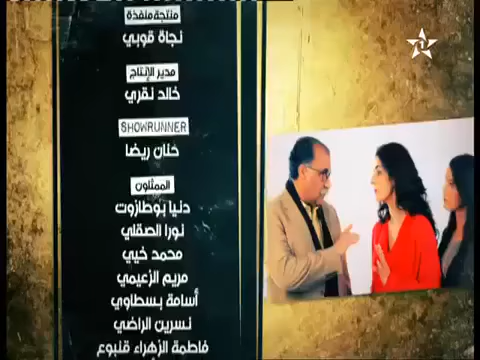 منتجة منفذة
نجاة قوبي
مدير الإنتاج
خالد نقري
SHOWRUNNER
حنان ريضا
الممثلون
دنيا بوطازوت
نورا الصقلي
محمد خيي
مريم الزعيمي
أسامة بسطاوي
نسرين الراضي
فاطمة الزهراء قنبوع